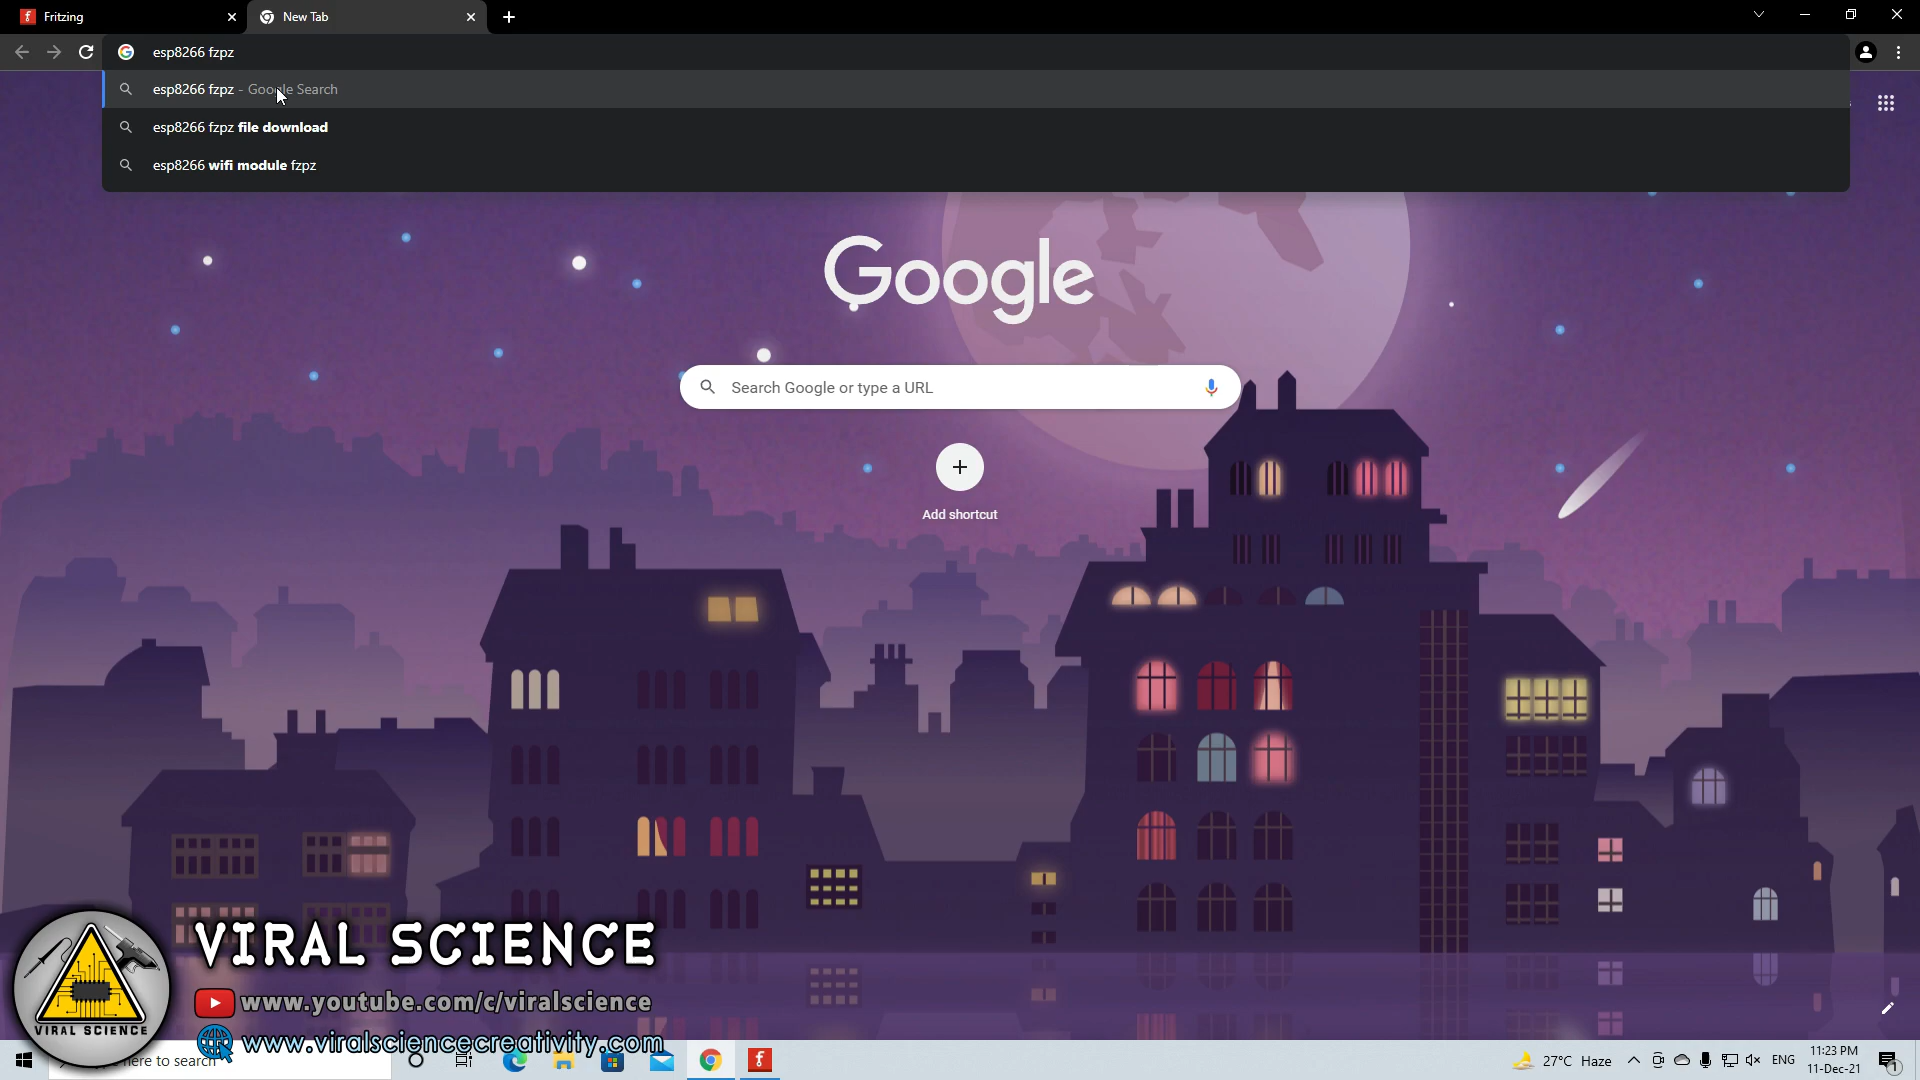 Fritzing
New Tab
esp8266 fzpz
esp8266 fzpz - Google Search
esp8266 fzpz file download
esp8266 wifi module fzpz
Google
Search Google or type a URL
Add shortcut
VIRAL SCIENCE
www.youtube.com/c/viralscience
www.viralsciencecreativity.com
VIRAL SCIENCE
here to search
27°C Haze
ENG
11:23 PM
11-Dec-21
1